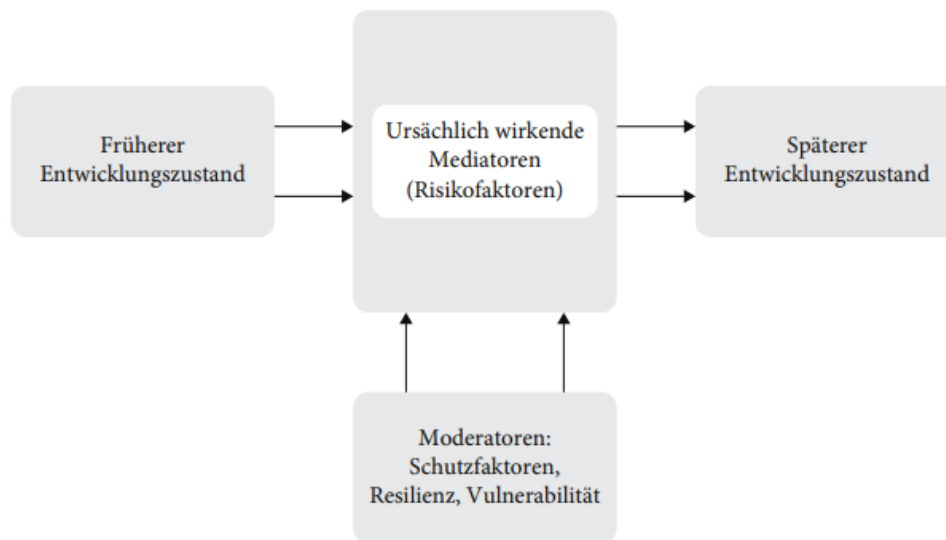 Früherer
Entwicklungszustand
Ursächlich wirkende
Mediatoren
(Risikofaktoren)
Späterer
Entwicklungszustand
Moderatoren:
Schutzfaktoren,
Resilienz, Vulnerabilität